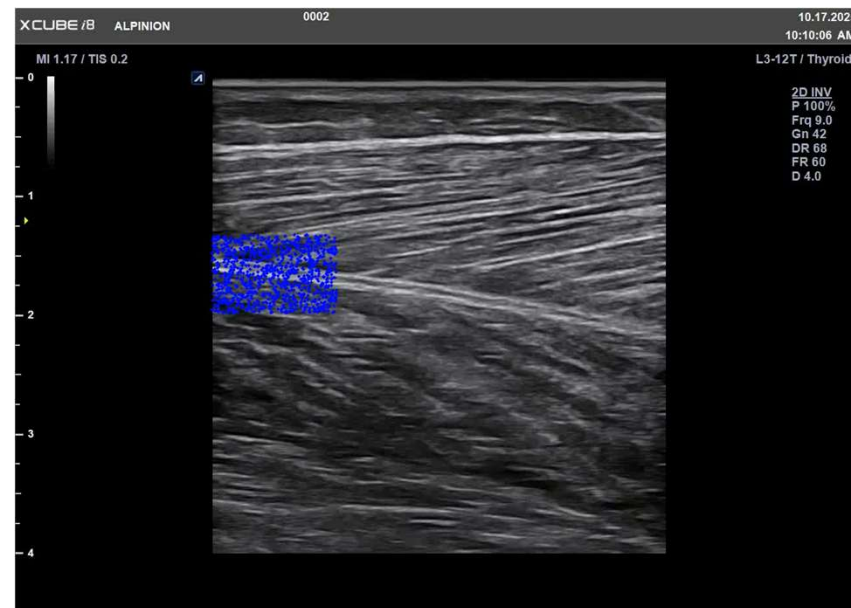 XCUBE i8 ALPINION
0002
10.17.202
10:10:06 AM
MI 1.17 / TIS 0.2
L3-12T / Thyroid
2D INV
P 100%
Frq 9.0
Gn 42
DR 68
FR 60
D 4.0
0
1
2
3
4